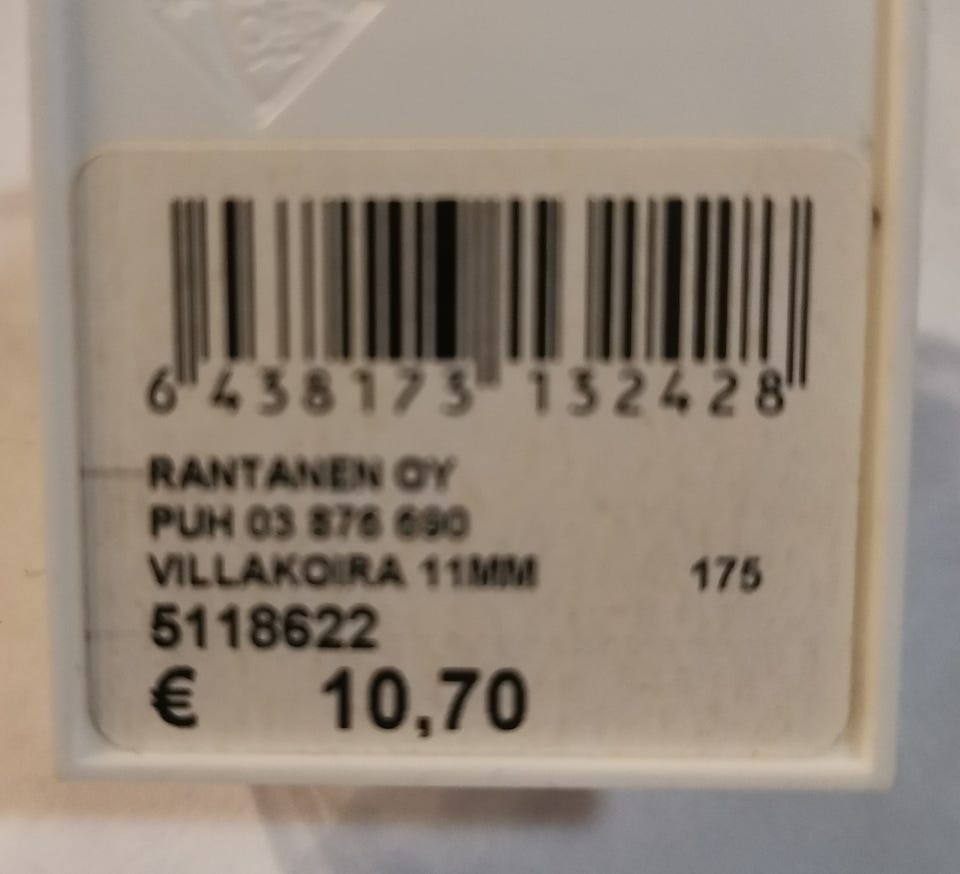 6 438173 132428
RANTANEN OY
PUH 03 876 690
VILLAKOIRA 11MM 175
5118622
€ 10,70